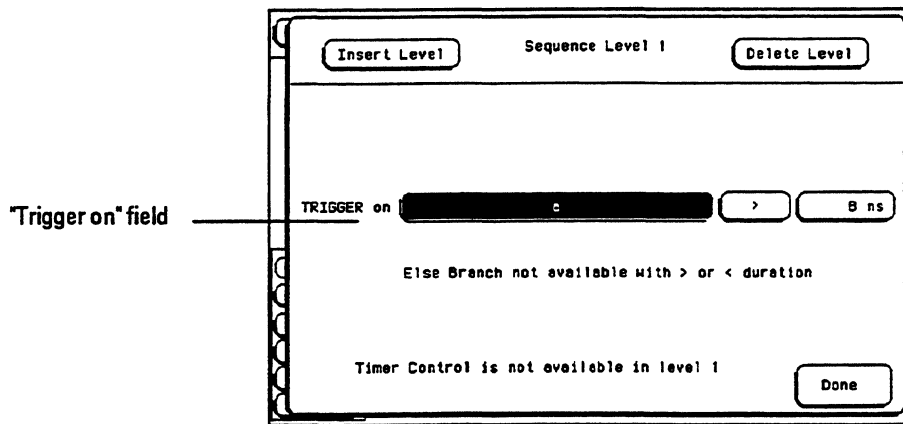 Insert Level Sequence Level 1 Delete Level
"Trigger on" field
TRIGGER on > 8 ns
Else Branch not available with > or < duration
Timer Control is not available in level 1
Done